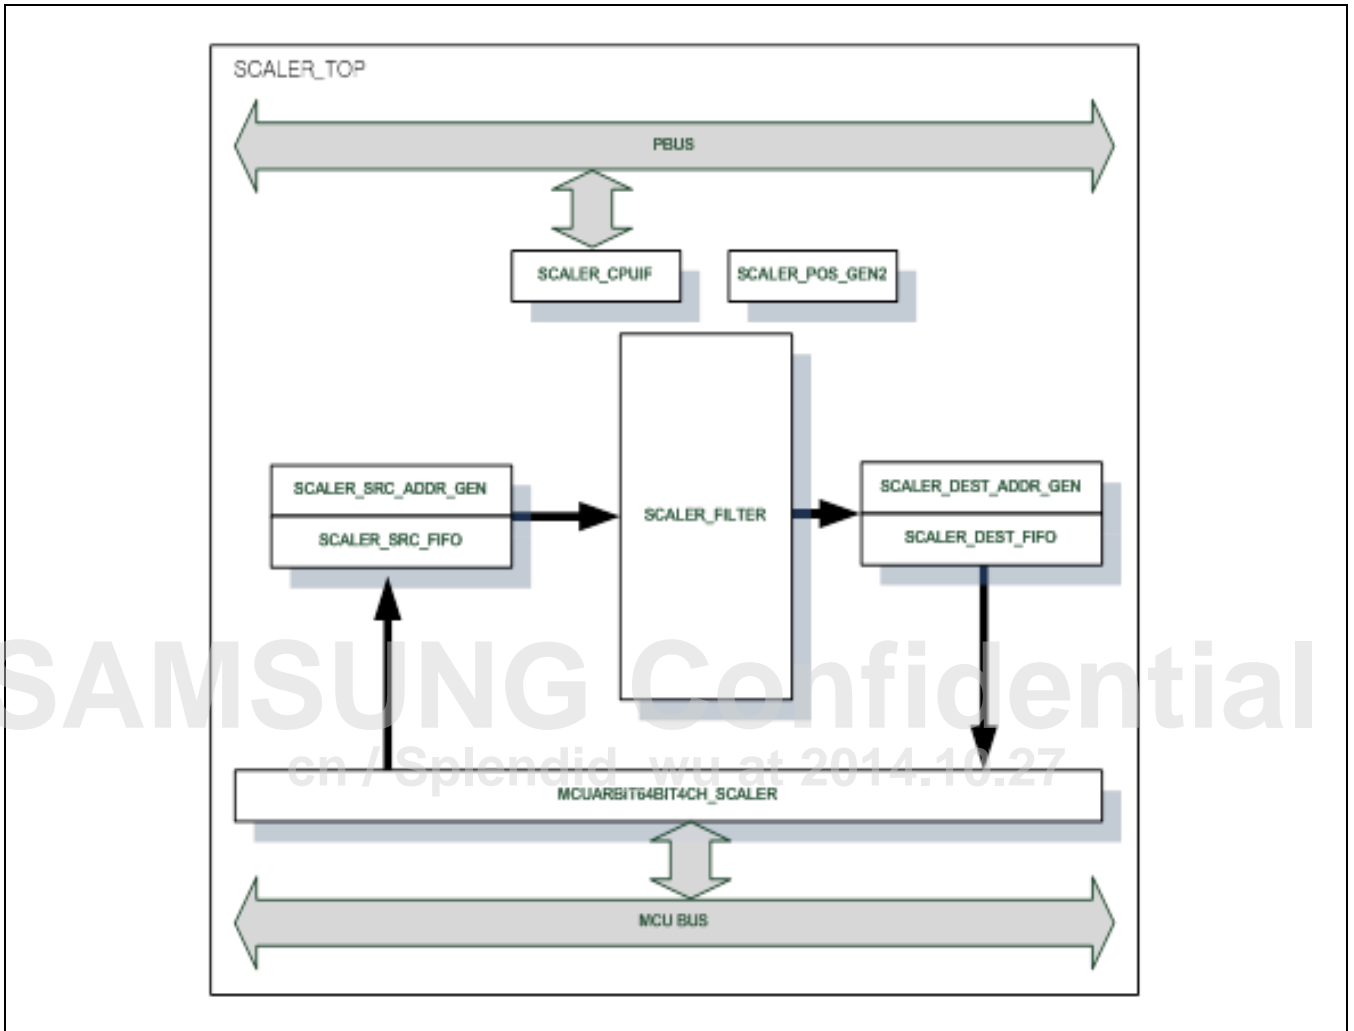 SCALER_TOP
PBUS
SCALER_CPUIF
SCALER_POS_GEN2
SCALER_SRC_ADDR_GEN
SCALER_SRC_FIFO
SCALER_FILTER
SCALER_DEST_ADDR_GEN
SCALER_DEST_FIFO
SAMSUNG Confidential
cn / Splendid_wu at 2014.10.27
MCUARBIT64BIT4CH_SCALER
MCU BUS